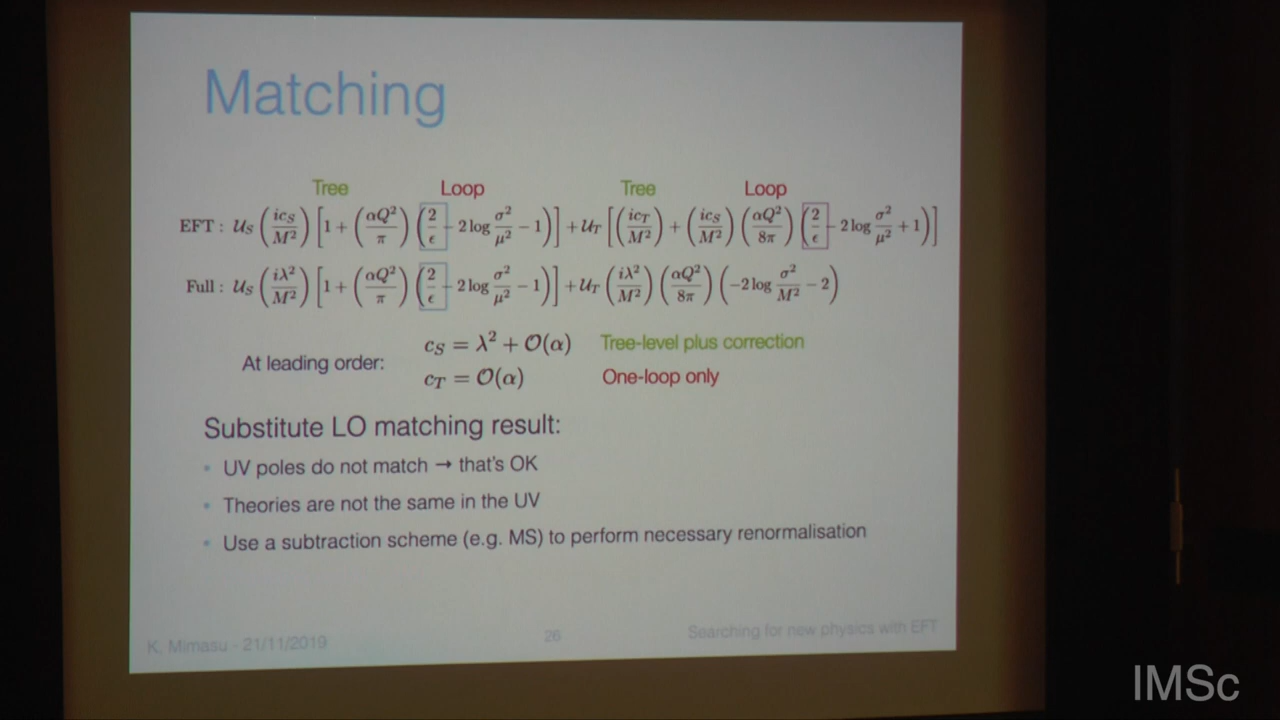 Matching
Tree Loop Tree Loop
EFT : 𝒰_S (ic_S/M²) [1 + (αQ²/π) (2/ϵ − 2 log σ²/μ² − 1)] + 𝒰_T [(ic_T/M²) + (ic_S/M²) (αQ²/8π) (2/ϵ − 2 log σ²/μ² + 1)]
Full : 𝒰_S (iλ²/M²) [1 + (αQ²/π) (2/ϵ − 2 log σ²/μ² − 1)] + 𝒰_T (iλ²/M²) (αQ²/8π) (−2 log σ²/M² − 2)
At leading order: c_S = λ² + 𝒪(α) Tree-level plus correction
c_T = 𝒪(α) One-loop only
Substitute LO matching result:
• UV poles do not match → that's OK
• Theories are not the same in the UV
• Use a subtraction scheme (e.g. MS) to perform necessary renormalisation
K. Mimasu - 21/11/2019 26 Searching for new physics with EFT
IMSc